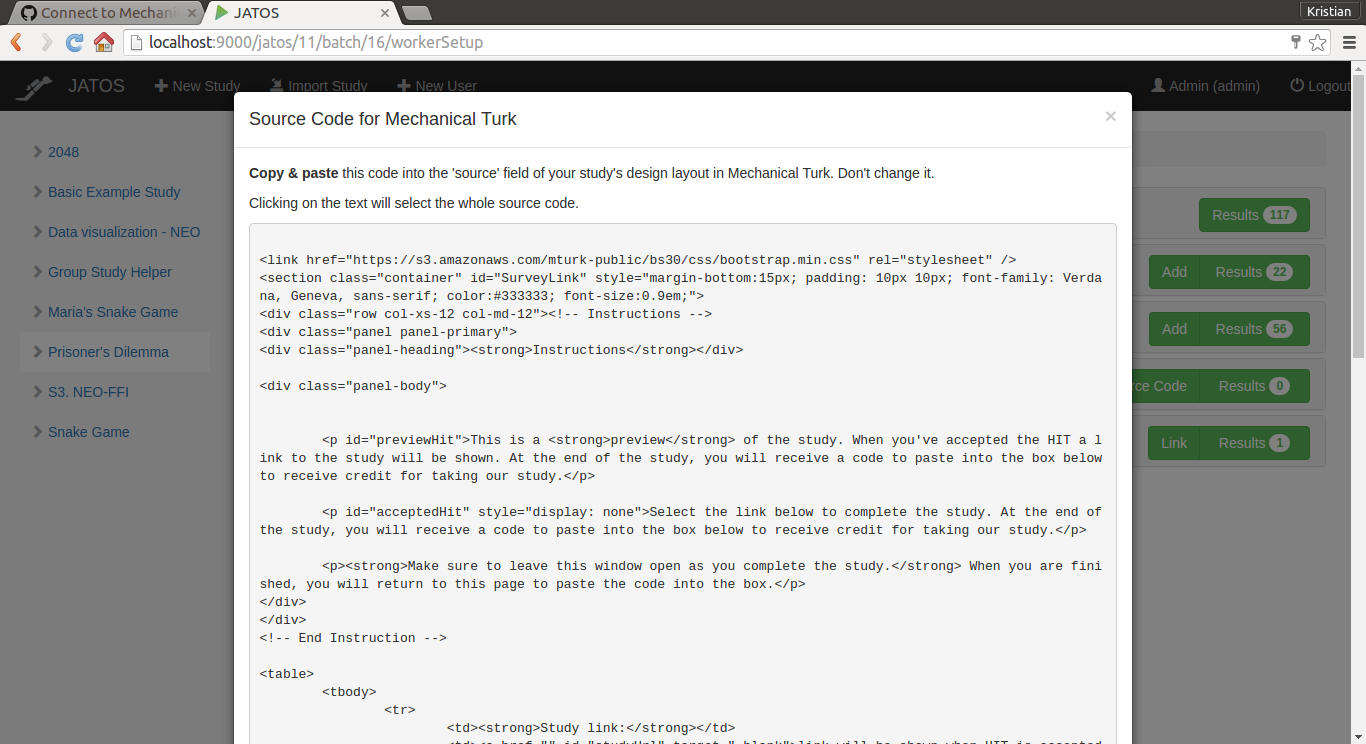 Connect to Mechani
JATOS
Kristian
localhost:9000/jatos/11/batch/16/workerSetup
JATOS
New Study
Import Study
New User
Admin (admin)
Logout
2048
Basic Example Study
Data visualization - NEO
Group Study Helper
Maria's Snake Game
Prisoner's Dilemma
S3. NEO-FFI
Snake Game
Source Code for Mechanical Turk
×
Copy & paste this code into the 'source' field of your study's design layout in Mechanical Turk. Don't change it.
Clicking on the text will select the whole source code.
<link href="https://s3.amazonaws.com/mturk-public/bs30/css/bootstrap.min.css" rel="stylesheet" />
<section class="container" id="SurveyLink" style="margin-bottom:15px; padding: 10px 10px; font-family: Verda
na, Geneva, sans-serif; color:#333333; font-size:0.9em;">
<div class="row col-xs-12 col-md-12"><!-- Instructions -->
<div class="panel panel-primary">
<div class="panel-heading"><strong>Instructions</strong></div>
<div class="panel-body">
<p id="previewHit">This is a <strong>preview</strong> of the study. When you've accepted the HIT a l
ink to the study will be shown. At the end of the study, you will receive a code to paste into the box below
to receive credit for taking our study.</p>
<p id="acceptedHit" style="display: none">Select the link below to complete the study. At the end of
the study, you will receive a code to paste into the box below to receive credit for taking our study.</p>
<p><strong>Make sure to leave this window open as you complete the study.</strong> When you are fini
shed, you will return to this page to paste the code into the box.</p>
</div>
</div>
<!-- End Instruction -->
<table>
<tbody>
<tr>
<td><strong>Study link:</strong></td>
Results 117
Add Results 22
Add Results 56
rce Code Results 0
Link Results 1